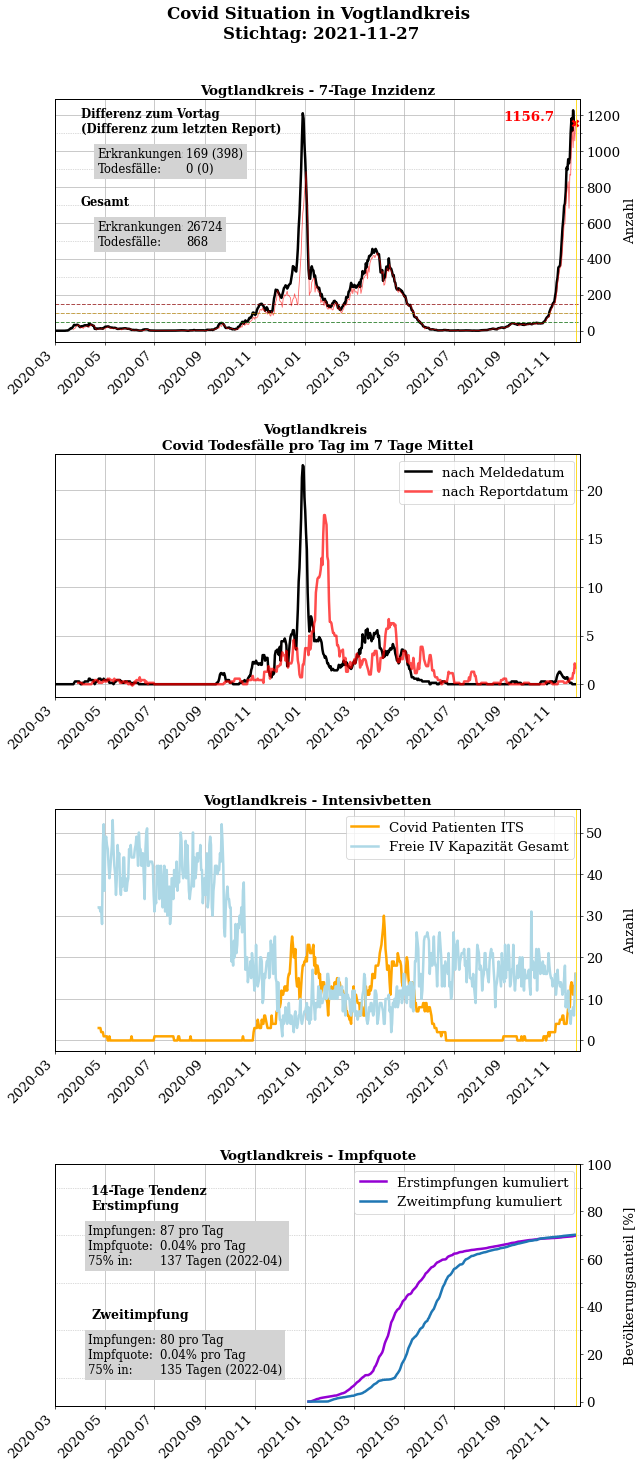 Covid Situation in Vogtlandkreis
Stichtag: 2021-11-27
Vogtlandkreis - 7-Tage Inzidenz
Differenz zum Vortag
(Differenz zum letzten Report)
Erkrankungen 169 (398)
Todesfälle: 0 (0)
Gesamt
Erkrankungen 26724
Todesfälle: 868
1156.7
1200
1000
800
600
400
200
0
Anzahl
2020-03
2020-05
2020-07
2020-09
2020-11
2021-01
2021-03
2021-05
2021-07
2021-09
2021-11
Vogtlandkreis
Covid Todesfälle pro Tag im 7 Tage Mittel
nach Meldedatum
nach Reportdatum
20
15
10
5
0
2020-03
2020-05
2020-07
2020-09
2020-11
2021-01
2021-03
2021-05
2021-07
2021-09
2021-11
Vogtlandkreis - Intensivbetten
Covid Patienten ITS
Freie IV Kapazität Gesamt
50
40
30
20
10
0
Anzahl
2020-03
2020-05
2020-07
2020-09
2020-11
2021-01
2021-03
2021-05
2021-07
2021-09
2021-11
Vogtlandkreis - Impfquote
14-Tage Tendenz
Erstimpfung
Impfungen: 87 pro Tag
Impfquote: 0.04% pro Tag
75% in: 137 Tagen (2022-04)
Zweitimpfung
Impfungen: 80 pro Tag
Impfquote: 0.04% pro Tag
75% in: 135 Tagen (2022-04)
Erstimpfungen kumuliert
Zweitimpfung kumuliert
100
80
60
40
20
0
Bevölkerungsanteil [%]
2020-03
2020-05
2020-07
2020-09
2020-11
2021-01
2021-03
2021-05
2021-07
2021-09
2021-11